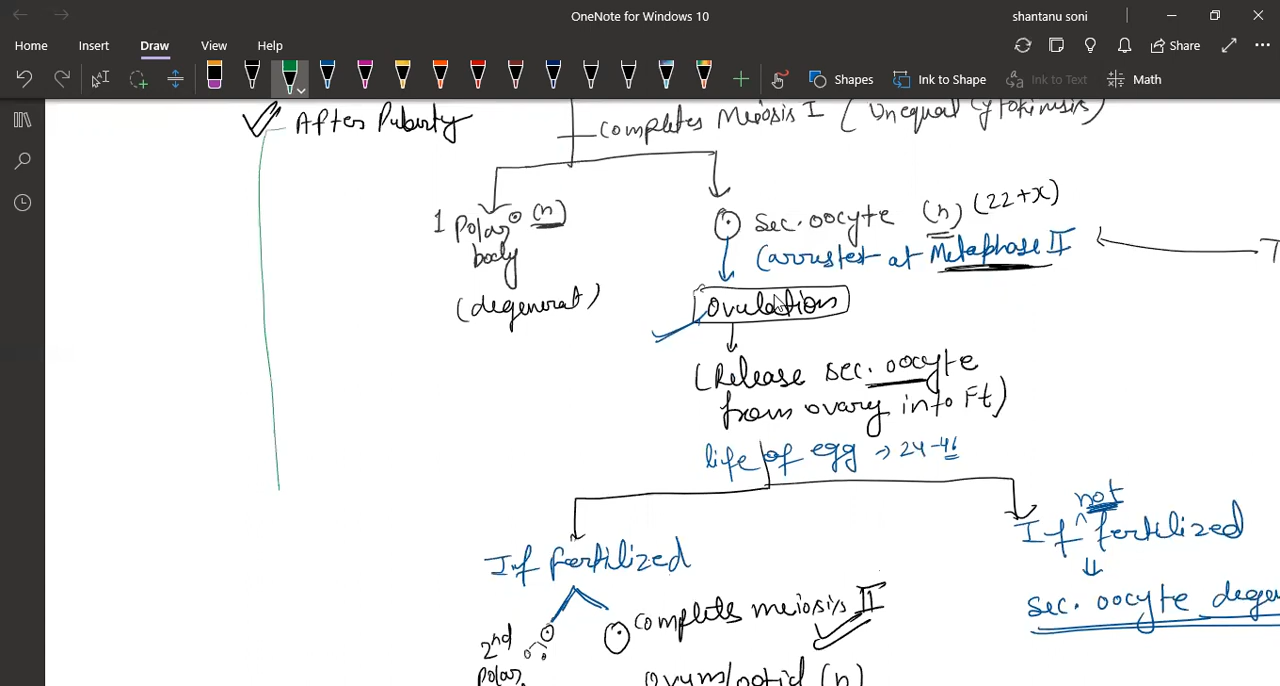 OneNote for Windows 10
shantanu soni
Home Insert Draw View Help
Share
Shapes
Ink to Shape
Ink to Text
Math
After Puberty
Completes Meiosis I (Unequal Cytokinesis)
1 Polar body (n)
(degenerat)
Sec. oocyte (n) (22+x)
(arrested at Metaphase II
T
Ovulation
(Release sec. oocyte
from ovary into Ft)
life of egg → 24-46
If fertilized
If not fertilized
sec. oocyte dege
complete meiosis II
2nd
Polar
ovum/ootid (n)